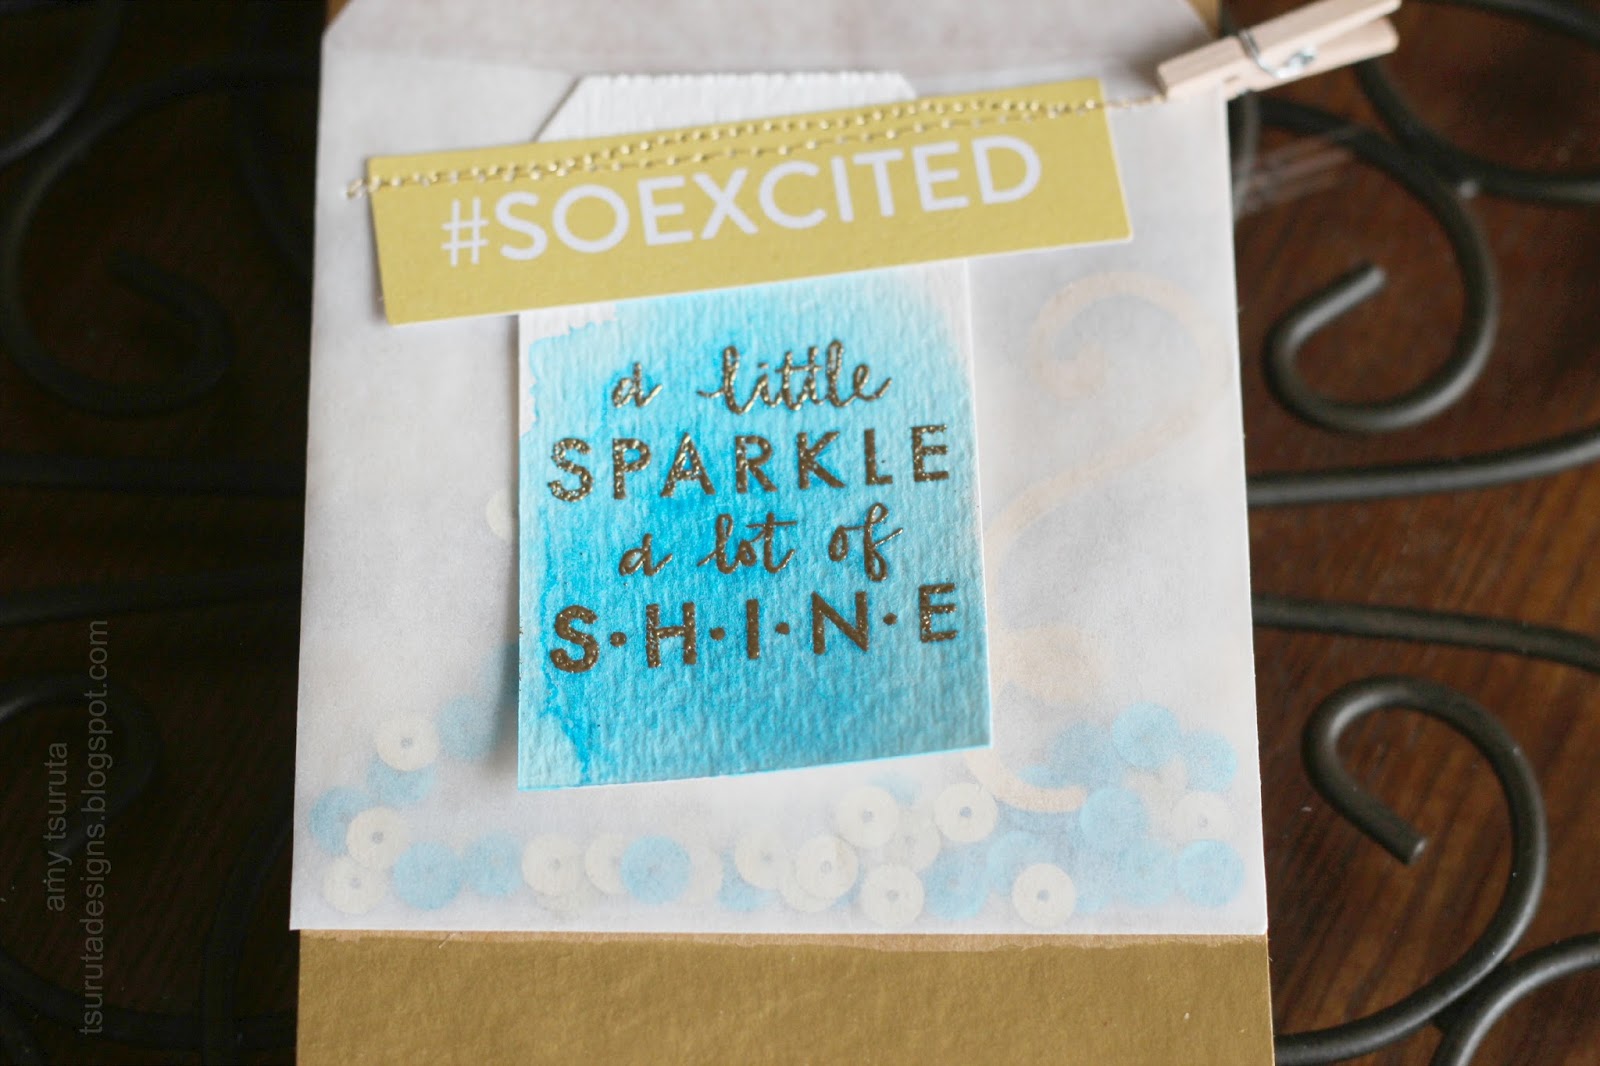 #SOEXCITED
a little
SPARKLE
a lot of
S·H·I·N·E
amy tsuruta
tsurutadesigns.blogspot.com